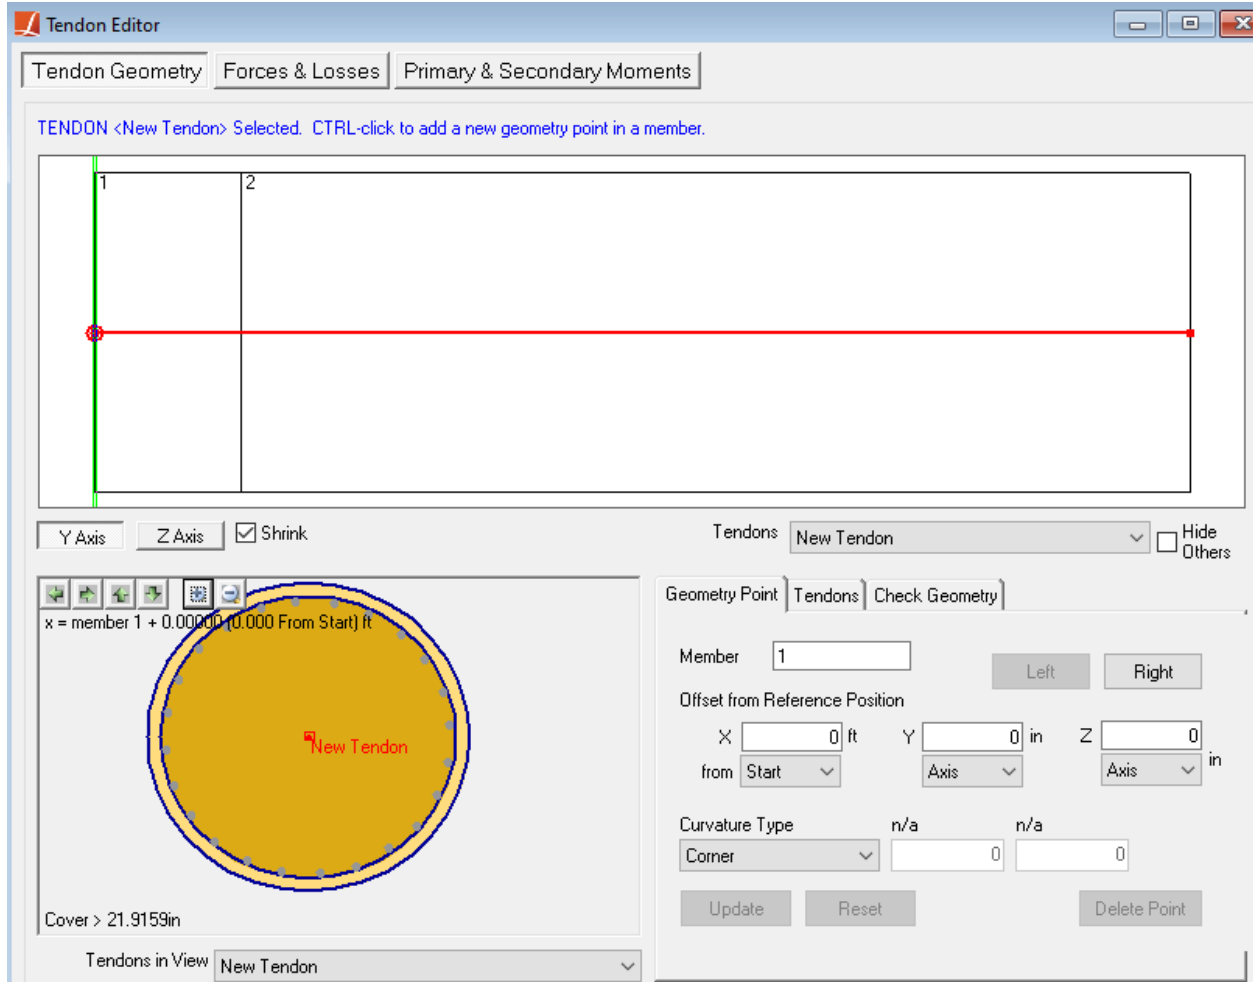 Tendon Editor
Tendon Geometry Forces & Losses Primary & Secondary Moments
TENDON <New Tendon> Selected. CTRL-click to add a new geometry point in a member.
1 2
Y Axis Z Axis Shrink Tendons New Tendon Hide Others
x = member 1 + 0.00000 (0.000 From Start) ft
New Tendon
Cover > 21.9159in
Tendons in View New Tendon
Geometry Point Tendons Check Geometry
Member 1 Left Right
Offset from Reference Position
X 0 ft Y 0 in Z 0 in
from Start Axis Axis
Curvature Type n/a n/a
Corner 0 0
Update Reset Delete Point